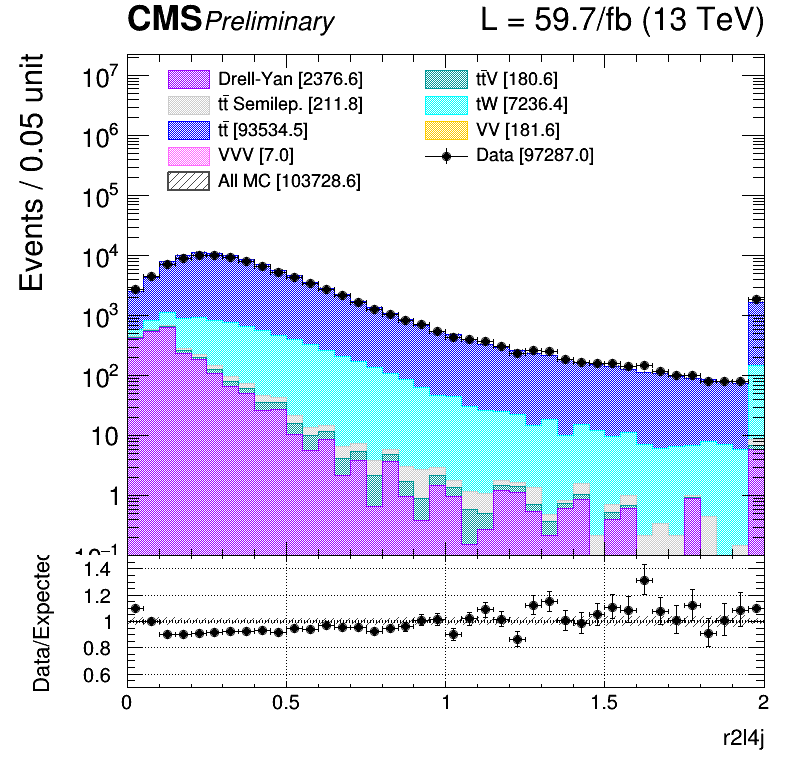 CMS Preliminary L = 59.7/fb (13 TeV)
Events / 0.05 unit
Drell-Yan [2376.6]
tt̄V [180.6]
tt̄ Semilep. [211.8]
tW [7236.4]
tt̄ [93534.5]
VV [181.6]
VVV [7.0]
Data [97287.0]
All MC [103728.6]
10⁷
10⁶
10⁵
10⁴
10³
10²
10
1
10⁻¹
Data/Expected
1.4
1.2
1
0.8
0.6
0 0.5 1 1.5 2
r2l4j